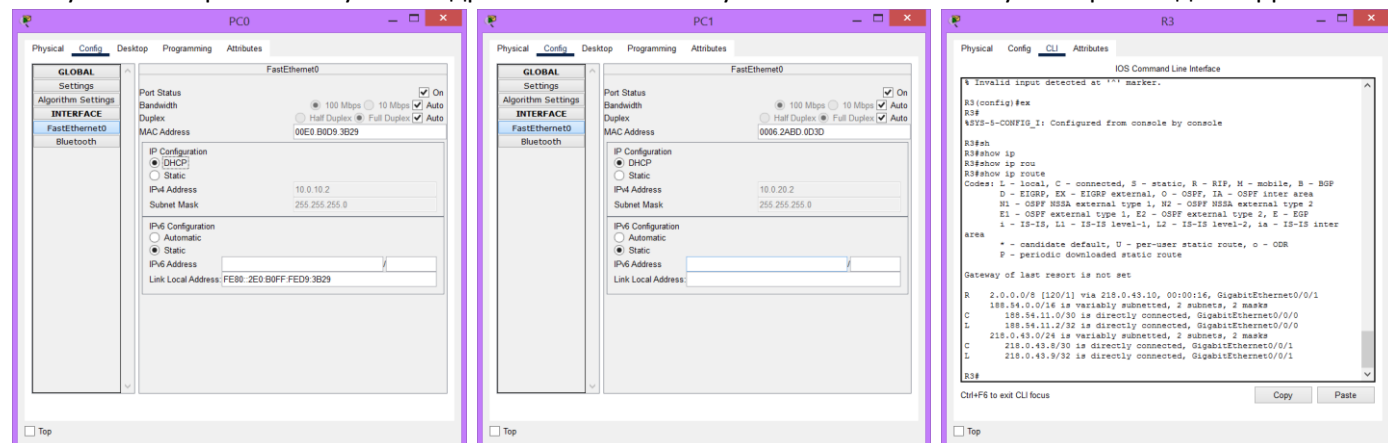 PC0
Physical Config Desktop Programming Attributes
GLOBAL
Settings
Algorithm Settings
INTERFACE
FastEthernet0
Bluetooth
FastEthernet0
Port Status On
Bandwidth 100 Mbps 10 Mbps Auto
Duplex Half Duplex Full Duplex Auto
MAC Address 00E0.B0D9.3B29
IP Configuration
DHCP
Static
IPv4 Address 10.0.10.2
Subnet Mask 255.255.255.0
IPv6 Configuration
Automatic
Static
IPv6 Address /
Link Local Address: FE80::2E0:B0FF:FED9:3B29
Top
PC1
Physical Config Desktop Programming Attributes
GLOBAL
Settings
Algorithm Settings
INTERFACE
FastEthernet0
Bluetooth
FastEthernet0
Port Status On
Bandwidth 100 Mbps 10 Mbps Auto
Duplex Half Duplex Full Duplex Auto
MAC Address 0006.2ABD.0D3D
IP Configuration
DHCP
Static
IPv4 Address 10.0.20.2
Subnet Mask 255.255.255.0
IPv6 Configuration
Automatic
Static
IPv6 Address /
Link Local Address:
Top
R3
Physical Config CLI Attributes
IOS Command Line Interface
% Invalid input detected at '^' marker.
R3(config)#ex
R3#
%SYS-5-CONFIG_I: Configured from console by console
R3#sh
R3#show ip
R3#show ip rou
R3#show ip route
Codes: L - local, C - connected, S - static, R - RIP, M - mobile, B - BGP
D - EIGRP, EX - EIGRP external, O - OSPF, IA - OSPF inter area
N1 - OSPF NSSA external type 1, N2 - OSPF NSSA external type 2
E1 - OSPF external type 1, E2 - OSPF external type 2, E - EGP
i - IS-IS, L1 - IS-IS level-1, L2 - IS-IS level-2, ia - IS-IS inter
area
* - candidate default, U - per-user static route, o - ODR
P - periodic downloaded static route
Gateway of last resort is not set
R 2.0.0.0/8 [120/1] via 218.0.43.10, 00:00:16, GigabitEthernet0/0/1
188.54.0.0/16 is variably subnetted, 2 subnets, 2 masks
C 188.54.11.0/30 is directly connected, GigabitEthernet0/0/0
L 188.54.11.2/32 is directly connected, GigabitEthernet0/0/0
218.0.43.0/24 is variably subnetted, 2 subnets, 2 masks
C 218.0.43.8/30 is directly connected, GigabitEthernet0/0/1
L 218.0.43.9/32 is directly connected, GigabitEthernet0/0/1
R3#
Ctrl+F6 to exit CLI focus Copy Paste
Top